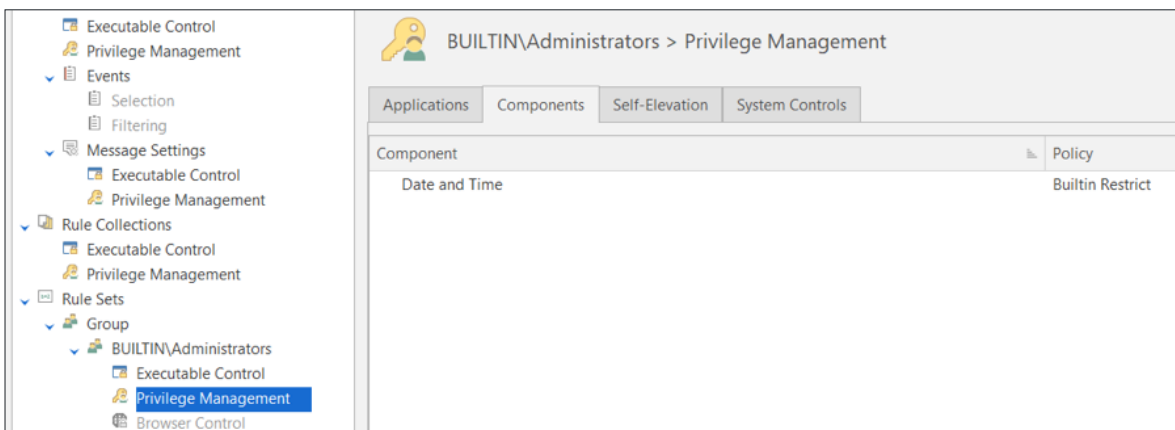 Executable Control
Privilege Management
Events
Selection
Filtering
Message Settings
Executable Control
Privilege Management
Rule Collections
Executable Control
Privilege Management
Rule Sets
Group
BUILTIN\Administrators
Executable Control
Privilege Management
Browser Control
BUILTIN\Administrators > Privilege Management
Applications Components Self-Elevation System Controls
Component Policy
Date and Time Builtin Restrict